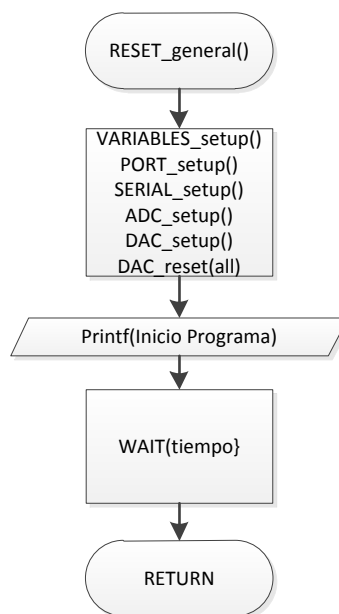 RESET_general()
VARIABLES_setup()
PORT_setup()
SERIAL_setup()
ADC_setup()
DAC_setup()
DAC_reset(all)
Printf(Inicio Programa)
WAIT(tiempo}
RETURN